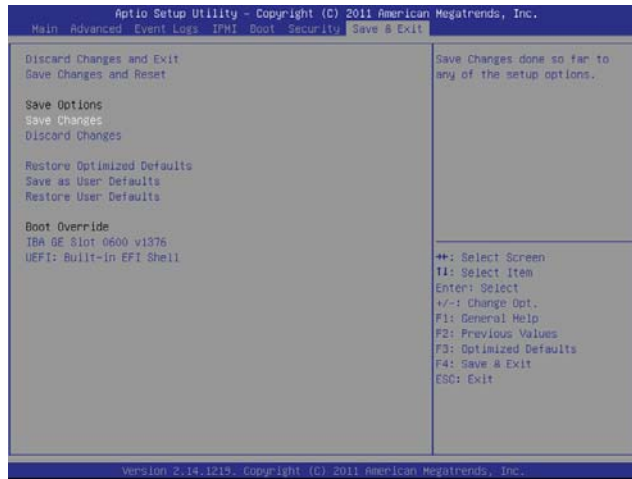 Aptio Setup Utility - Copyright (C) 2011 American Megatrends, Inc.
Main Advanced Event Logs IPMI Boot Security Save & Exit
Discard Changes and Exit
Save Changes and Reset
Save Options
Save Changes
Discard Changes
Restore Optimized Defaults
Save as User Defaults
Restore User Defaults
Boot Override
IBA GE Slot 0600 v1376
UEFI: Built-in EFI Shell
Save Changes done so far to
any of the setup options.
→←: Select Screen
↑↓: Select Item
Enter: Select
+/-: Change Opt.
F1: General Help
F2: Previous Values
F3: Optimized Defaults
F4: Save & Exit
ESC: Exit
Version 2.14.1219. Copyright (C) 2011 American Megatrends, Inc.